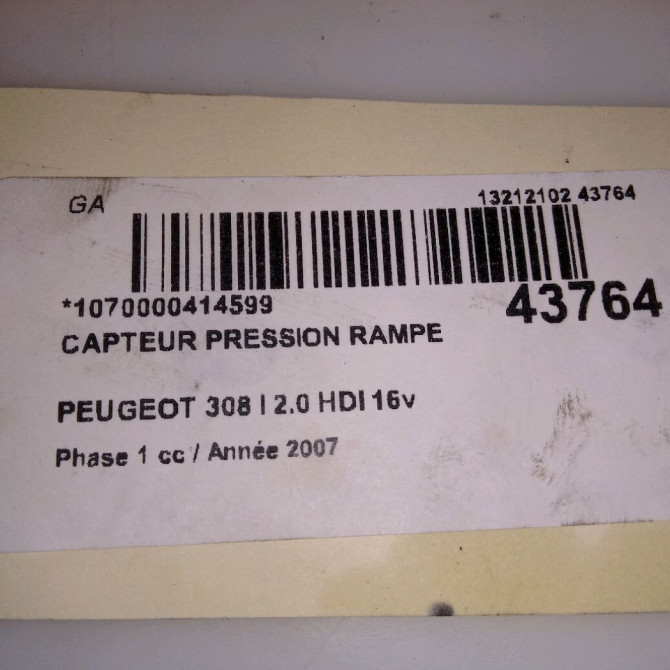 GA
13212102 43764
*1070000414599
43764
CAPTEUR PRESSION RAMPE
PEUGEOT 308 I 2.0 HDI 16v
Phase 1 cc / Année 2007